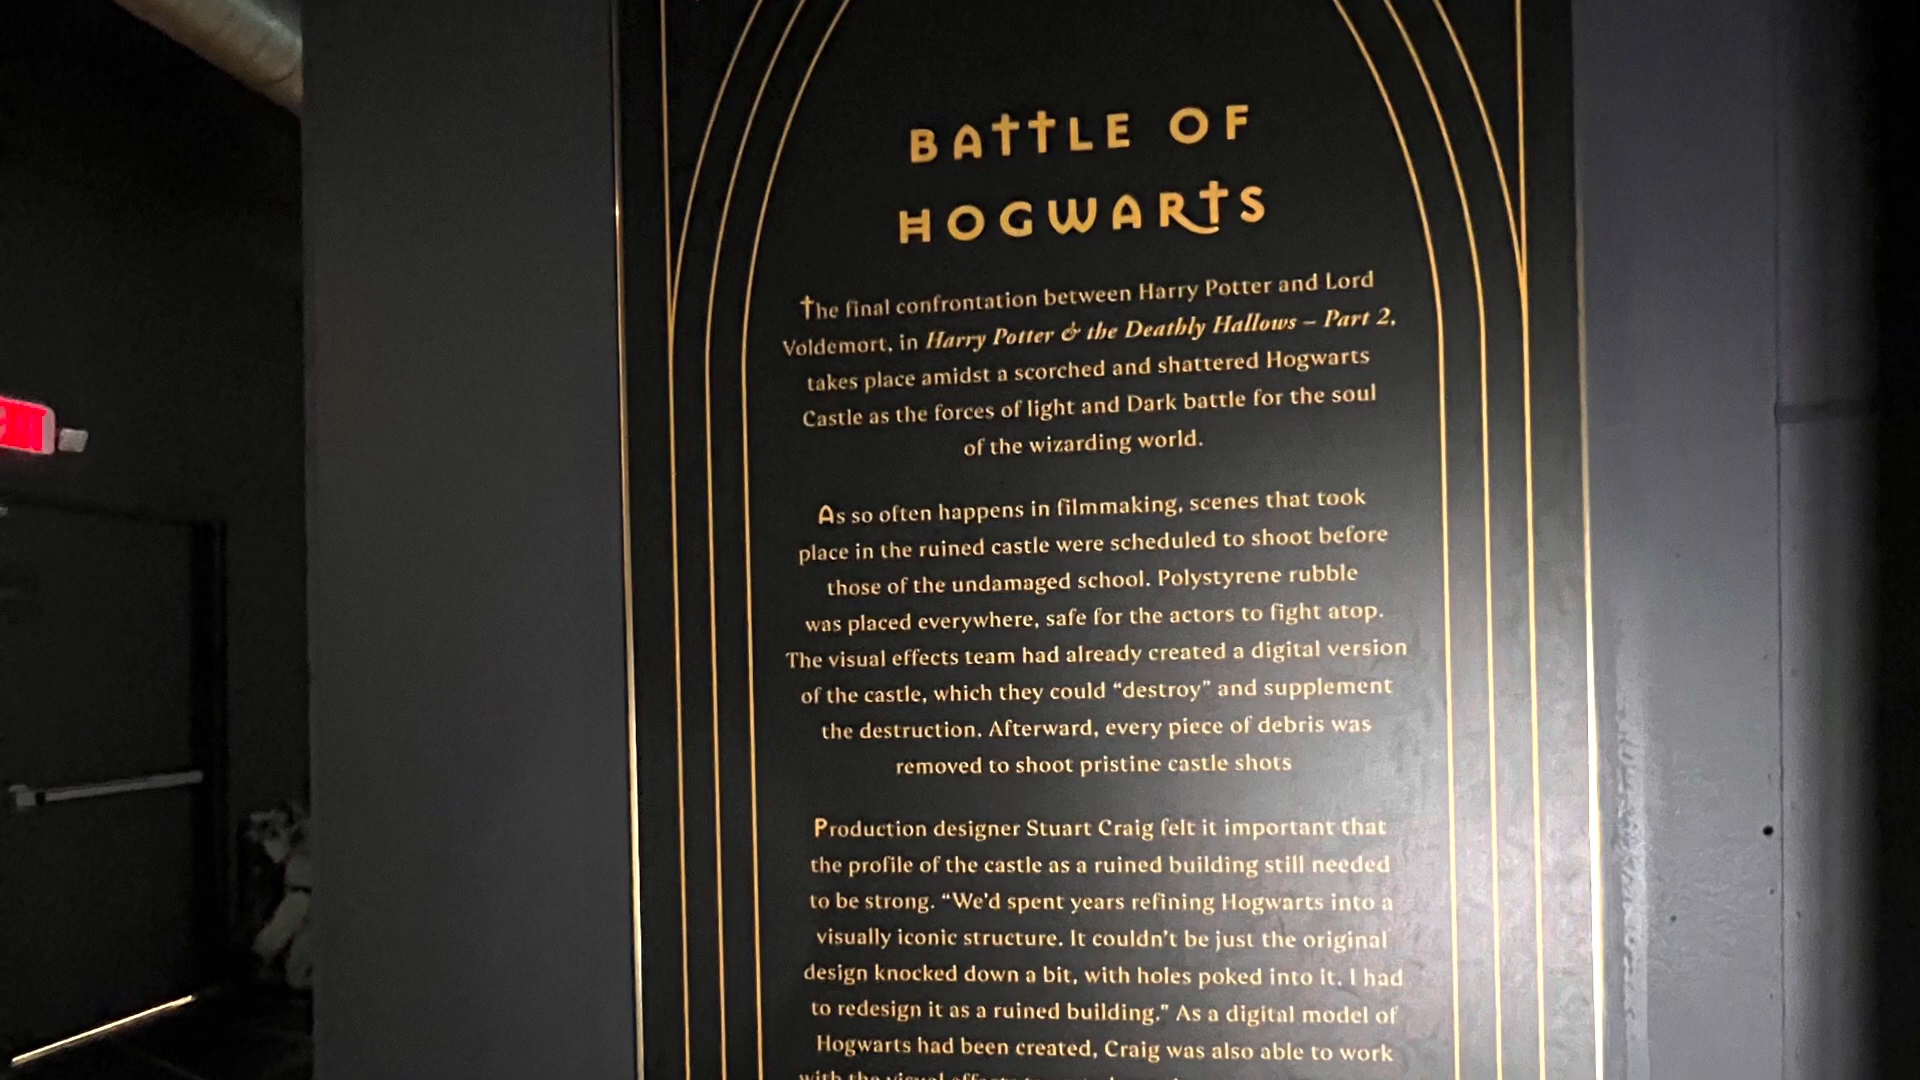 BATTLE OF
HOGWARTS
The final confrontation between Harry Potter and Lord
Voldemort, in Harry Potter & the Deathly Hallows – Part 2,
takes place amidst a scorched and shattered Hogwarts
Castle as the forces of light and Dark battle for the soul
of the wizarding world.
As so often happens in filmmaking, scenes that took
place in the ruined castle were scheduled to shoot before
those of the undamaged school. Polystyrene rubble
was placed everywhere, safe for the actors to fight atop.
The visual effects team had already created a digital version
of the castle, which they could “destroy” and supplement
the destruction. Afterward, every piece of debris was
removed to shoot pristine castle shots
Production designer Stuart Craig felt it important that
the profile of the castle as a ruined building still needed
to be strong. “We’d spent years refining Hogwarts into a
visually iconic structure. It couldn’t be just the original
design knocked down a bit, with holes poked into it. I had
to redesign it as a ruined building.” As a digital model of
Hogwarts had been created, Craig was also able to work
with the visual